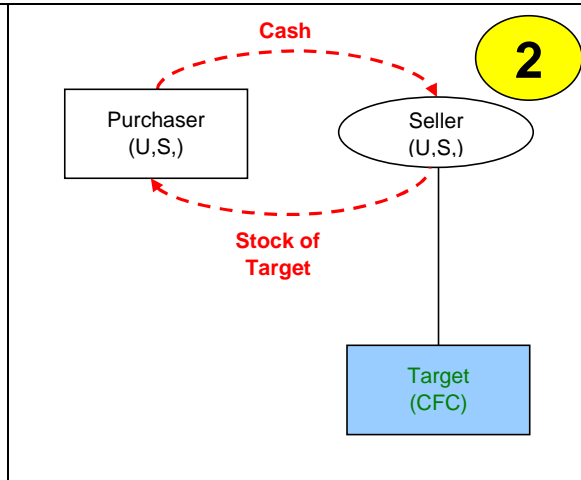 Cash
2
Purchaser
(U,S,)
Seller
(U,S,)
Stock of
Target
Target
(CFC)